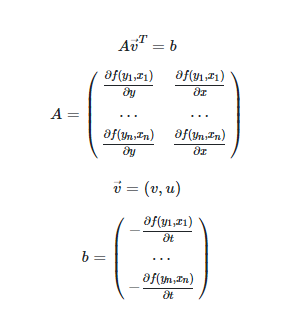 $A\vec{v}^T = b$
$A = \begin{pmatrix} \frac{\partial f(y_1,x_1)}{\partial y} & \frac{\partial f(y_1,x_1)}{\partial x} \\ \cdots & \cdots \\ \frac{\partial f(y_n,x_n)}{\partial y} & \frac{\partial f(y_n,x_n)}{\partial x} \end{pmatrix}$
$\vec{v} = (v, u)$
$b = \begin{pmatrix} -\frac{\partial f(y_1,x_1)}{\partial t} \\ \cdots \\ -\frac{\partial f(y_n,x_n)}{\partial t} \end{pmatrix}$